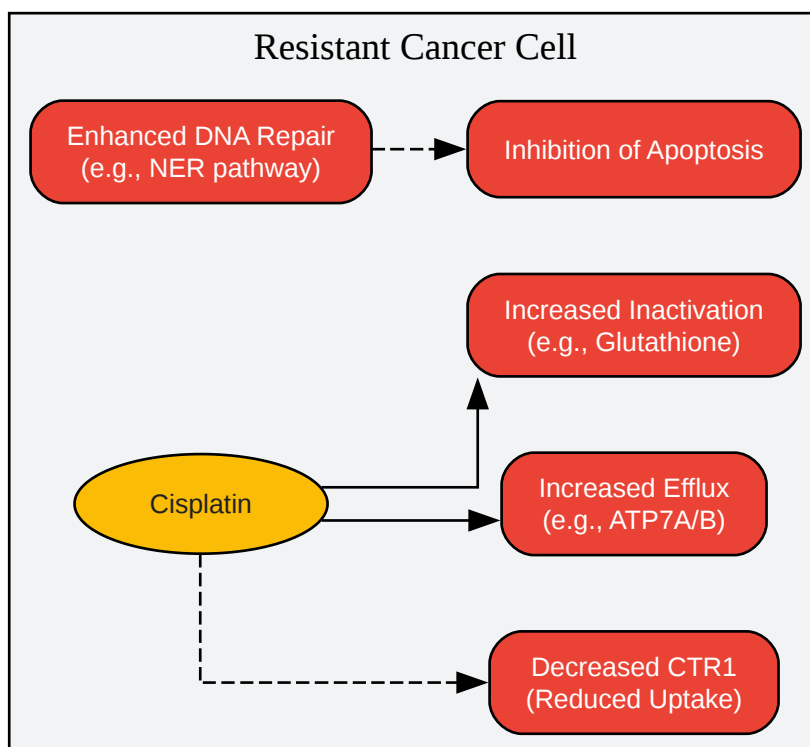 Resistant Cancer Cell
Enhanced DNA Repair
(e.g., NER pathway)
Inhibition of Apoptosis
Increased Inactivation
(e.g., Glutathione)
Cisplatin
Increased Efflux
(e.g., ATP7A/B)
Decreased CTR1
(Reduced Uptake)